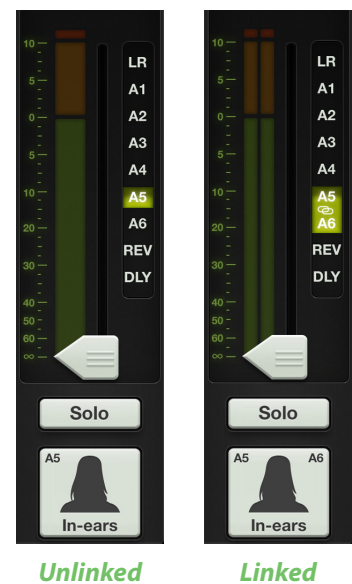 10
5
0
5
10
20
30
40
50
60
∞
LR
A1
A2
A3
A4
A5
A6
REV
DLY
Solo
A5
In-ears
Unlinked
10
5
0
5
10
20
30
40
50
60
∞
LR
A1
A2
A3
A4
A5
A6
REV
DLY
Solo
A5 A6
In-ears
Linked